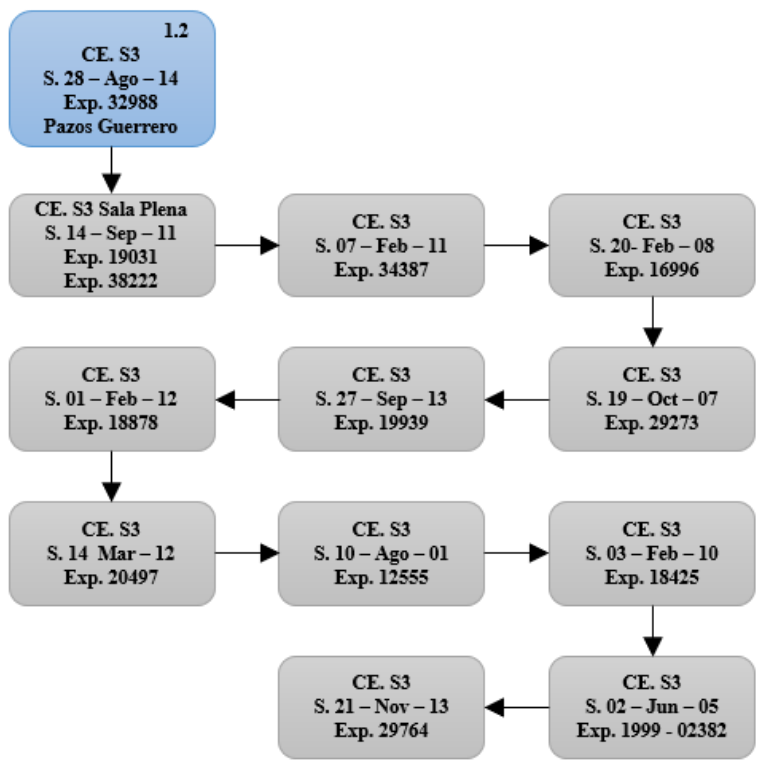 1.2
CE. S3
S. 28 – Ago – 14
Exp. 32988
Pazos Guerrero
CE. S3 Sala Plena
S. 14 – Sep – 11
Exp. 19031
Exp. 38222
CE. S3
S. 07 – Feb – 11
Exp. 34387
CE. S3
S. 20- Feb – 08
Exp. 16996
CE. S3
S. 19 – Oct – 07
Exp. 29273
CE. S3
S. 27 – Sep – 13
Exp. 19939
CE. S3
S. 01 – Feb – 12
Exp. 18878
CE. S3
S. 14  Mar – 12
Exp. 20497
CE. S3
S. 10 – Ago – 01
Exp. 12555
CE. S3
S. 03 – Feb – 10
Exp. 18425
CE. S3
S. 02 – Jun – 05
Exp. 1999 - 02382
CE. S3
S. 21 – Nov – 13
Exp. 29764